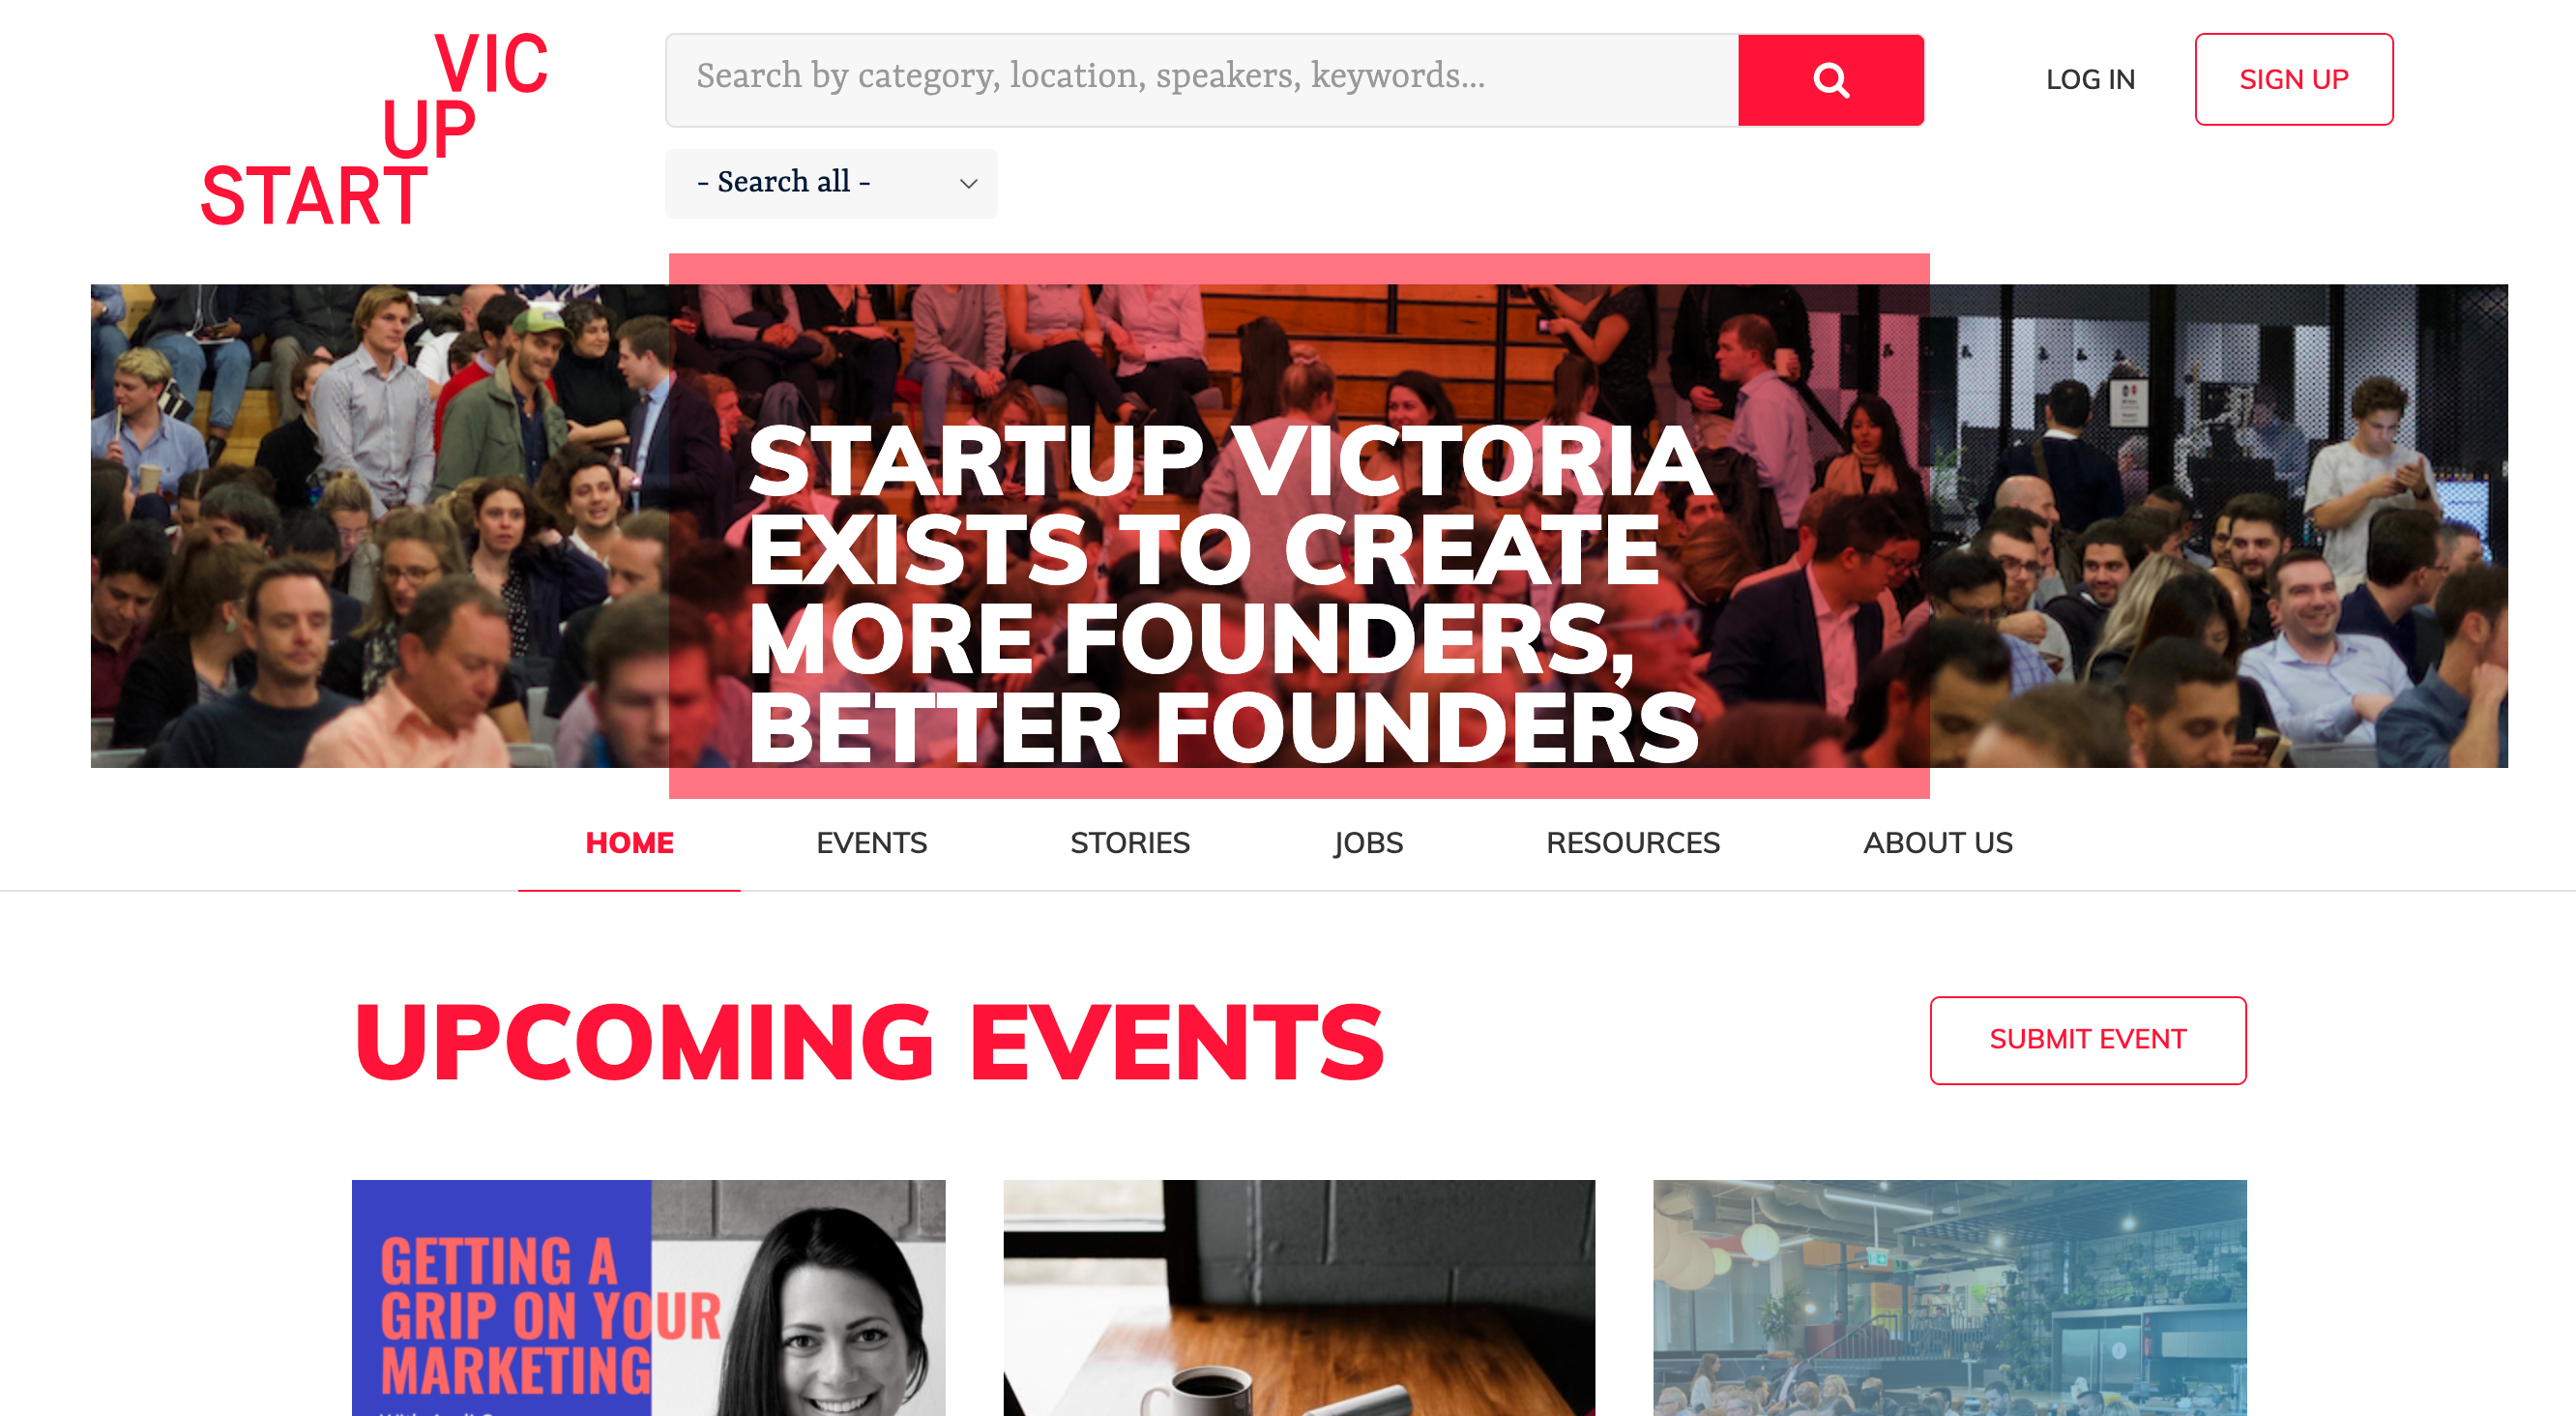 VIC
UP
START
Search by category, location, speakers, keywords...
LOG IN
SIGN UP
- Search all -
STARTUP VICTORIA
EXISTS TO CREATE
MORE FOUNDERS,
BETTER FOUNDERS
HOME
EVENTS
STORIES
JOBS
RESOURCES
ABOUT US
UPCOMING EVENTS
SUBMIT EVENT
GETTING A
GRIP ON YOUR
MARKETING